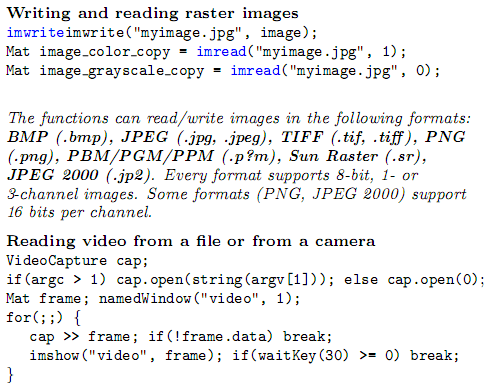 Writing and reading raster images
imwriteimwrite("myimage.jpg", image);
Mat image_color_copy = imread("myimage.jpg", 1);
Mat image_grayscale_copy = imread("myimage.jpg", 0);
The functions can read/write images in the following formats:
BMP (.bmp), JPEG (.jpg, .jpeg), TIFF (.tif, .tiff), PNG
(.png), PBM/PGM/PPM (.p?m), Sun Raster (.sr),
JPEG 2000 (.jp2). Every format supports 8-bit, 1- or
3-channel images. Some formats (PNG, JPEG 2000) support
16 bits per channel.
Reading video from a file or from a camera
VideoCapture cap;
if(argc > 1) cap.open(string(argv[1])); else cap.open(0);
Mat frame; namedWindow("video", 1);
for(;;) {
cap >> frame; if(!frame.data) break;
imshow("video", frame); if(waitKey(30) >= 0) break;
}